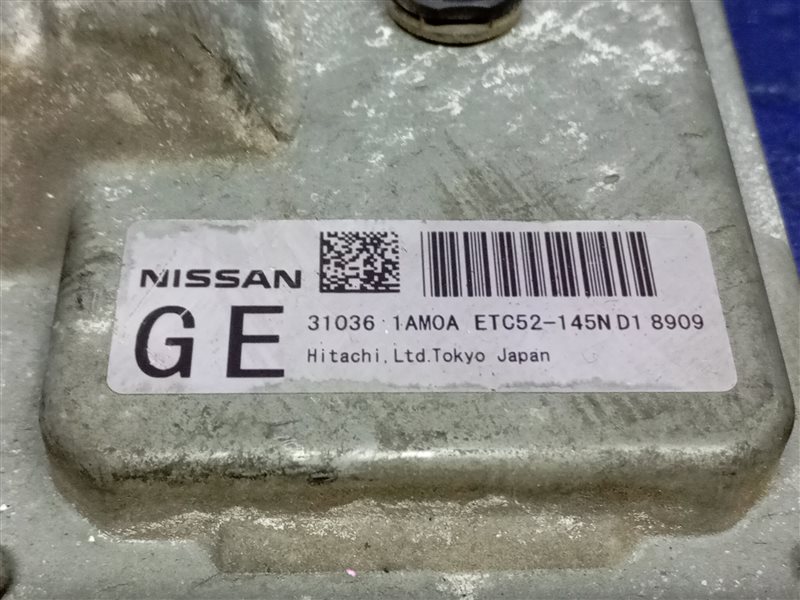 NISSAN
GE 31036 1AM0A ETC52-145N D1 8909
Hitachi,Ltd.Tokyo Japan